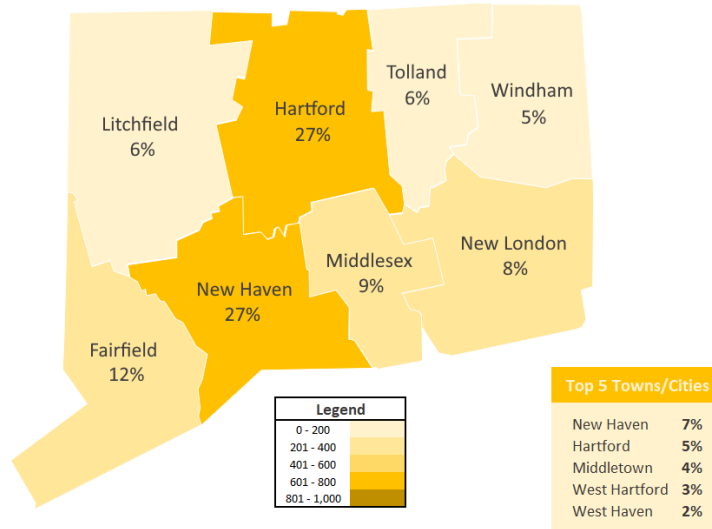 Tolland
6%
Windham
5%
Hartford
27%
Litchfield
6%
New London
8%
Middlesex
9%
New Haven
27%
Fairfield
12%
Legend
0 - 200
201 - 400
401 - 600
601 - 800
801 - 1,000
Top 5 Towns/Cities
New Haven 7%
Hartford 5%
Middletown 4%
West Hartford 3%
West Haven 2%